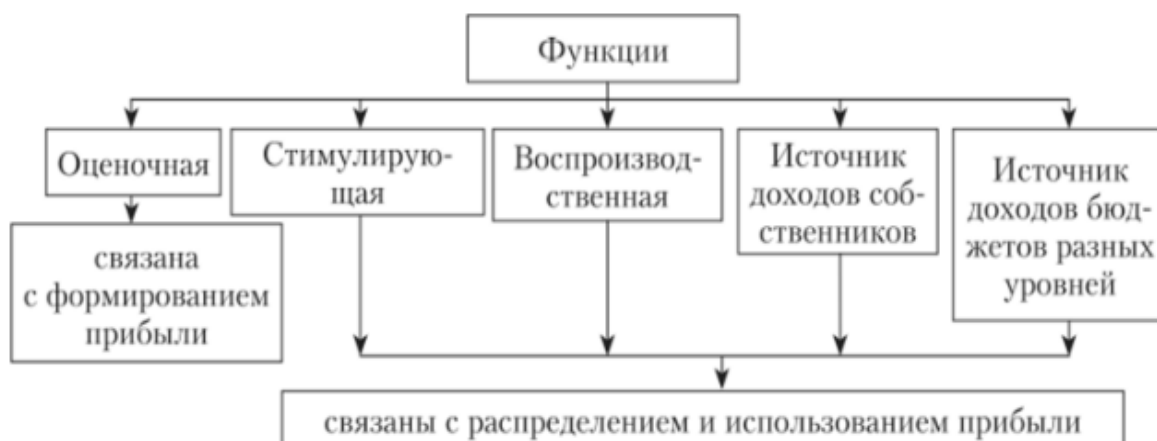 Функции
Оценочная
Стимулирую-
щая
Воспроизвод-
ственная
Источник
доходов соб-
ственников
Источник
доходов бюд-
жетов разных
уровней
связана
с формированием
прибыли
связаны с распределением и использованием прибыли